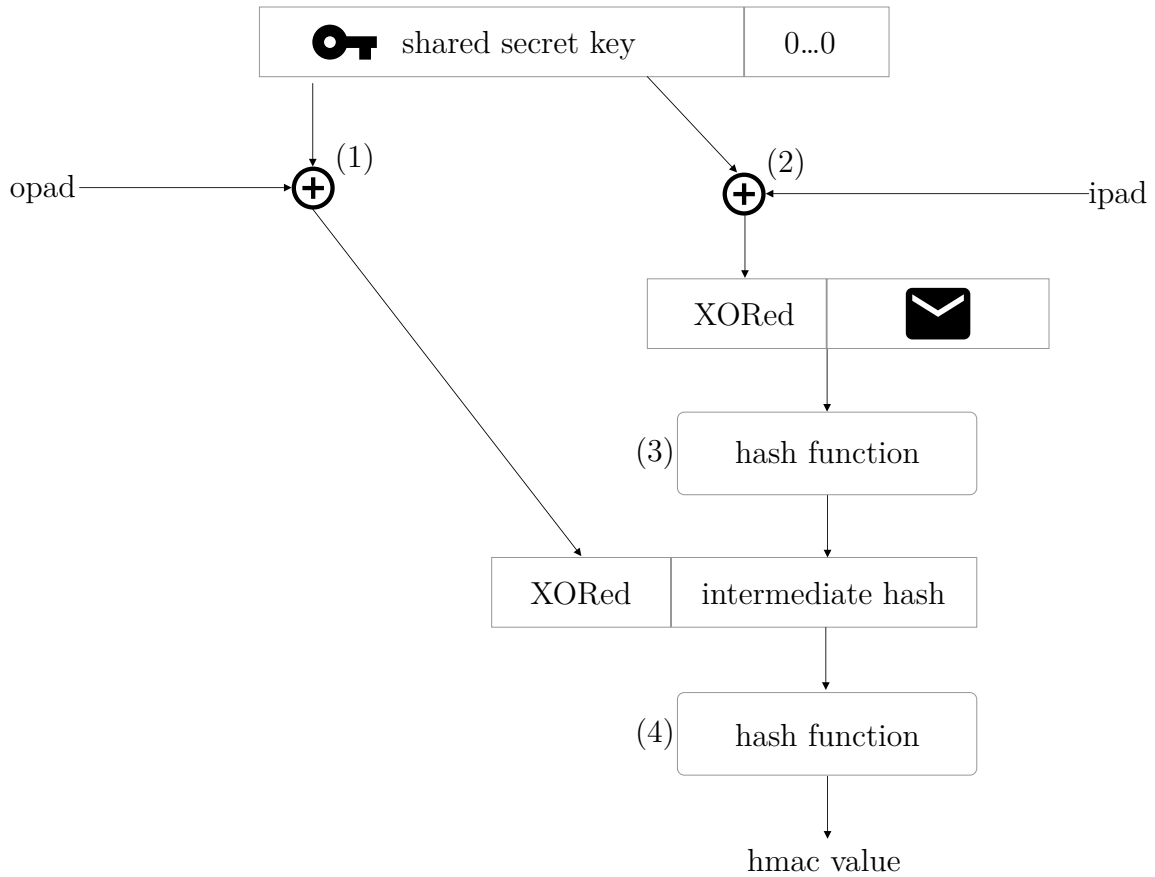 shared secret key 0...0
(1)
(2)
opad
ipad
XORed
(3) hash function
XORed intermediate hash
(4) hash function
hmac value